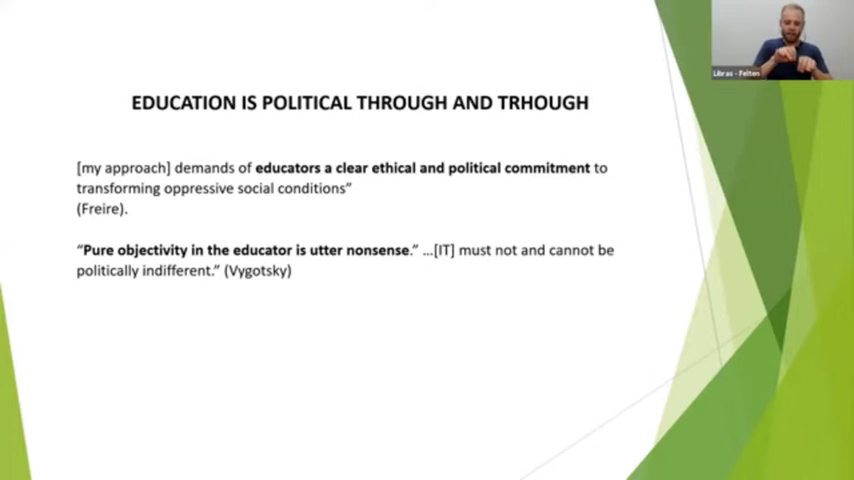 EDUCATION IS POLITICAL THROUGH AND TRHOUGH
[my approach] demands of educators a clear ethical and political commitment to
transforming oppressive social conditions”
(Freire).
“Pure objectivity in the educator is utter nonsense.” ...[IT] must not and cannot be
politically indifferent.” (Vygotsky)
Libras - Felten